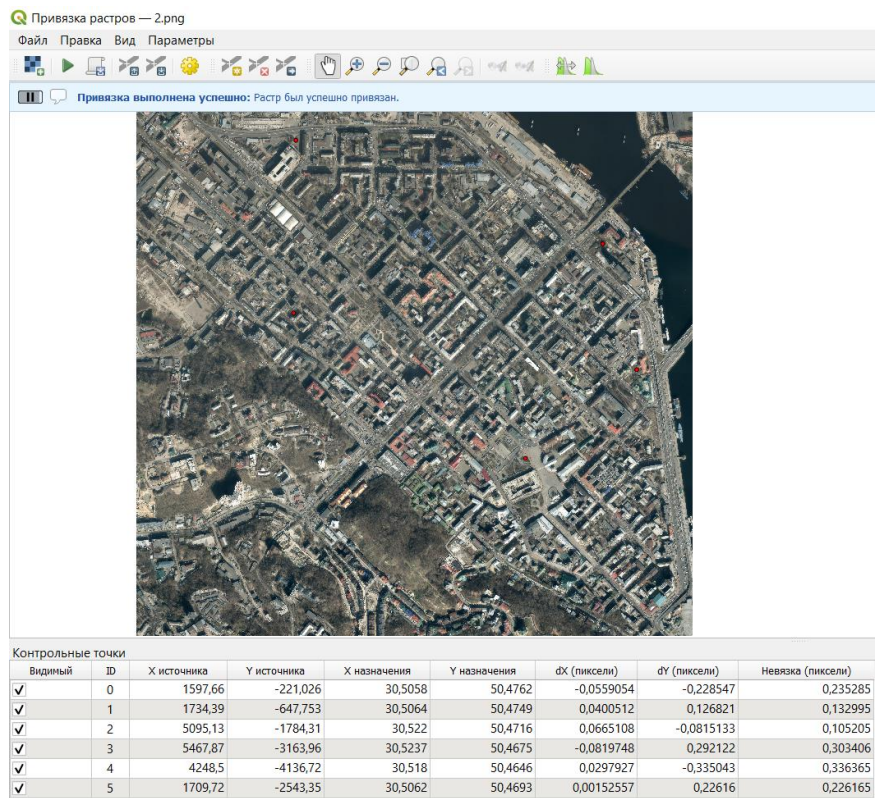 Привязка растров — 2.png
Файл Правка Вид Параметры
Привязка выполнена успешно: Растр был успешно привязан.
Контрольные точки
Видимый ID X источника Y источника X назначения Y назначения dX (пиксели) dY (пиксели) Невязка (пиксели)
0 1597,66 -221,026 30,5058 50,4762 -0,0559054 -0,228547 0,235285
1 1734,39 -647,753 30,5064 50,4749 0,0400512 0,126821 0,132995
2 5095,13 -1784,31 30,522 50,4716 0,0665108 -0,0815133 0,105205
3 5467,87 -3163,96 30,5237 50,4675 -0,0819748 0,292122 0,303406
4 4248,5 -4136,72 30,518 50,4646 0,0297927 -0,335043 0,336365
5 1709,72 -2543,35 30,5062 50,4693 0,00152557 0,22616 0,226165